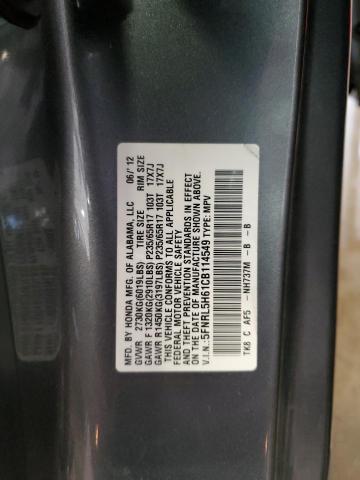 MFD. BY HONDA MFG. OF ALABAMA, LLC 06/'12
GVWR 2730KG(6019LBS) TIRE SIZE RIM SIZE
GAWR F 1320KG(2910LBS) P235/65R17 103T 17X7J
GAWR R1450KG(3197LBS) P235/65R17 103T 17X7J
THIS VEHICLE CONFORMS TO ALL APPLICABLE
FEDERAL MOTOR VEHICLE SAFETY
AND THEFT PREVENTION STANDARDS IN EFFECT
ON THE DATE OF MANUFACTURE SHOWN ABOVE.
V.I.N.:5FNRL5H61CB114549 TYPE: MPV
TK8 C AF5 - NH737M - B - B